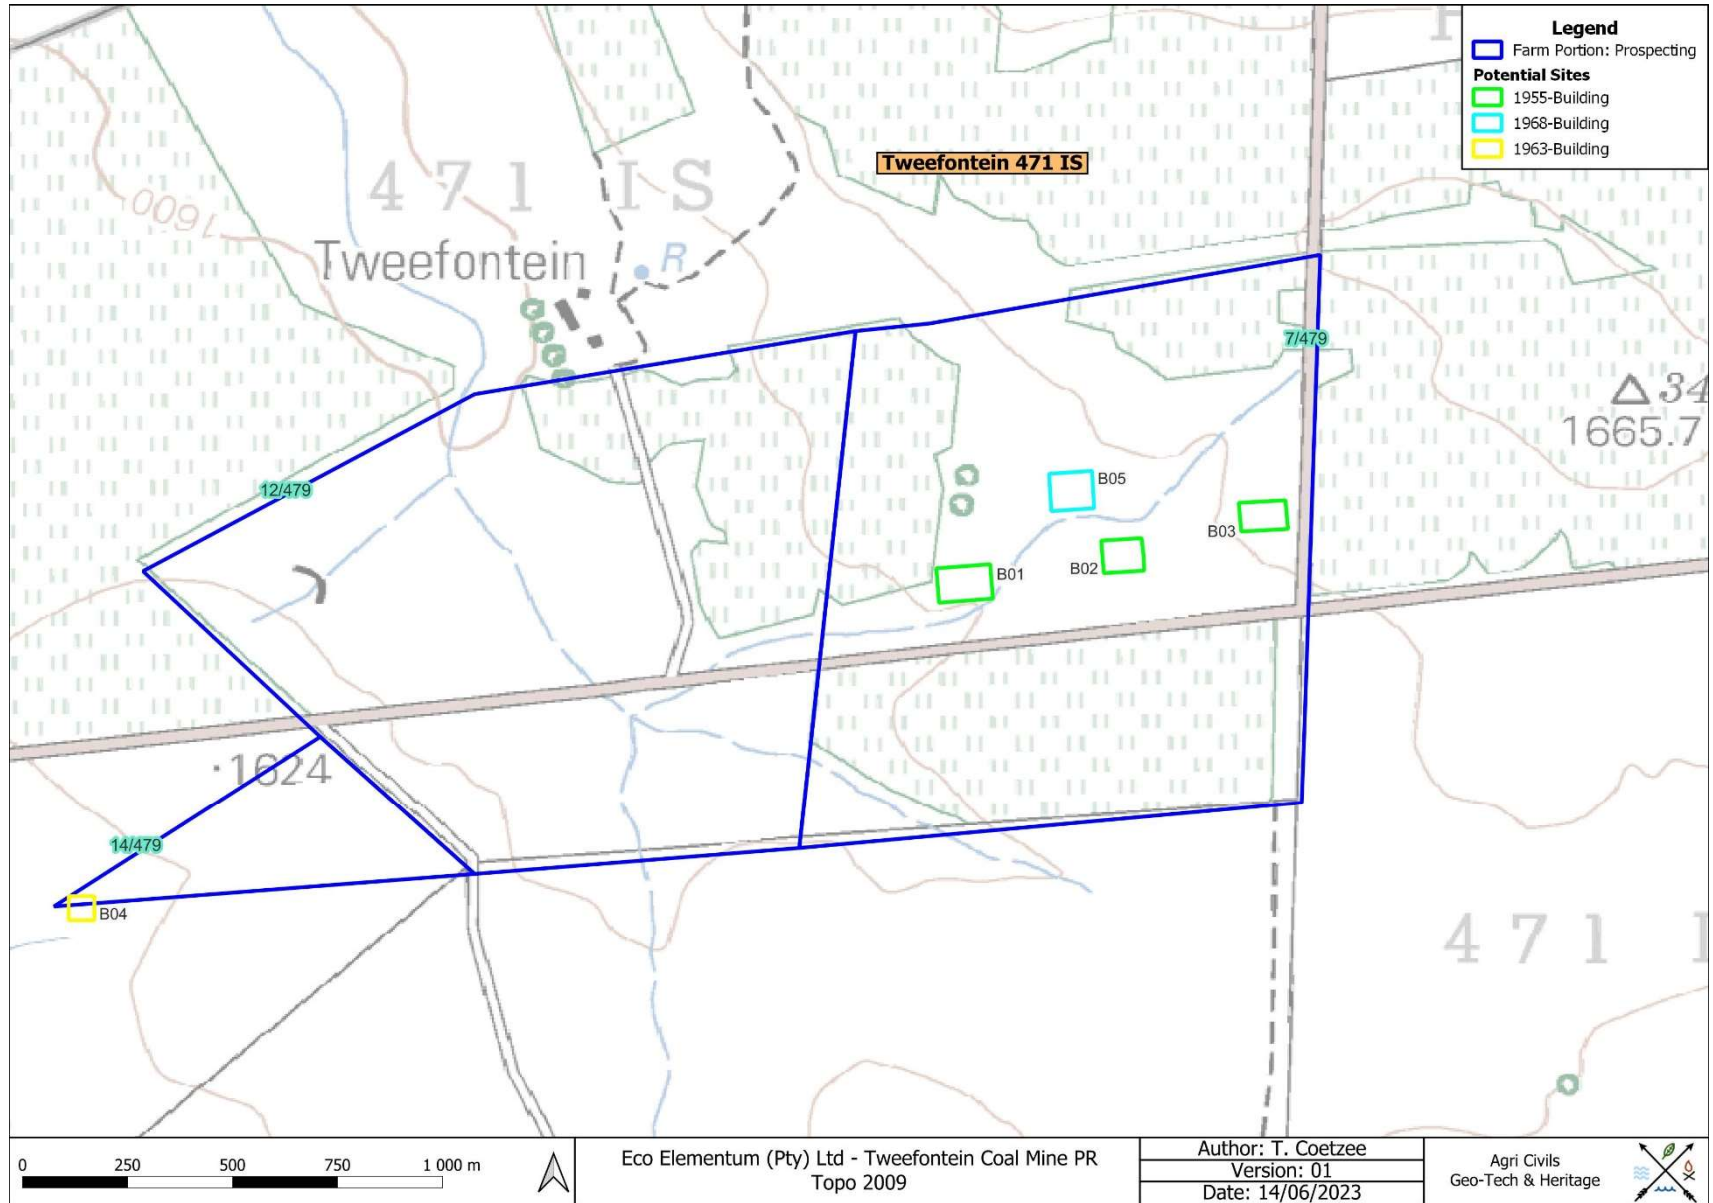 Legend
Farm Portion: Prospecting
Potential Sites
1955-Building
1968-Building
1963-Building
Tweefontein 471 IS
471 IS
1600
Tweefontein
R
7/479
34
1665.7
12/479
B05
B03
B02
B01
1624
14/479
B04
471 I
0 250 500 750 1 000 m
Eco Elementum (Pty) Ltd - Tweefontein Coal Mine PR
Topo 2009
Author: T. Coetzee
Version: 01
Date: 14/06/2023
Agri Civils
Geo-Tech & Heritage